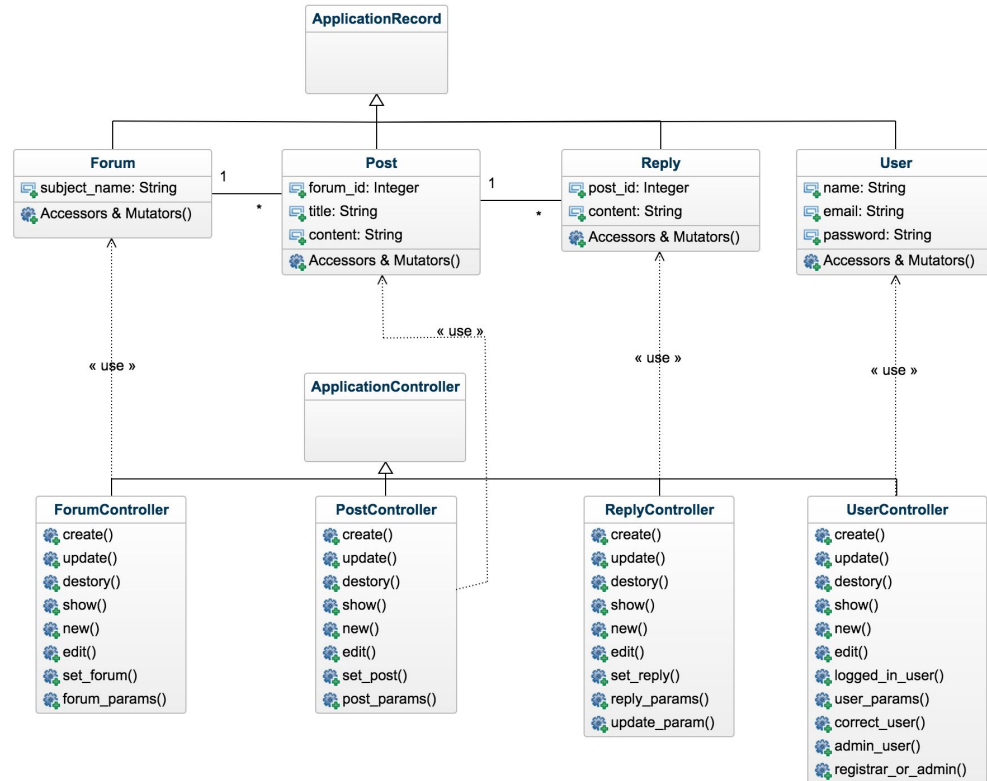 ApplicationRecord
Forum
subject_name: String
Accessors & Mutators()
1
*
Post
forum_id: Integer
title: String
content: String
Accessors & Mutators()
1
*
Reply
post_id: Integer
content: String
Accessors & Mutators()
User
name: String
email: String
password: String
Accessors & Mutators()
« use »
« use »
« use »
« use »
ApplicationController
ForumController
create()
update()
destory()
show()
new()
edit()
set_forum()
forum_params()
PostController
create()
update()
destory()
show()
new()
edit()
set_post()
post_params()
ReplyController
create()
update()
destory()
show()
new()
edit()
set_reply()
reply_params()
update_param()
UserController
create()
update()
destory()
show()
new()
edit()
logged_in_user()
user_params()
correct_user()
admin_user()
registrar_or_admin()